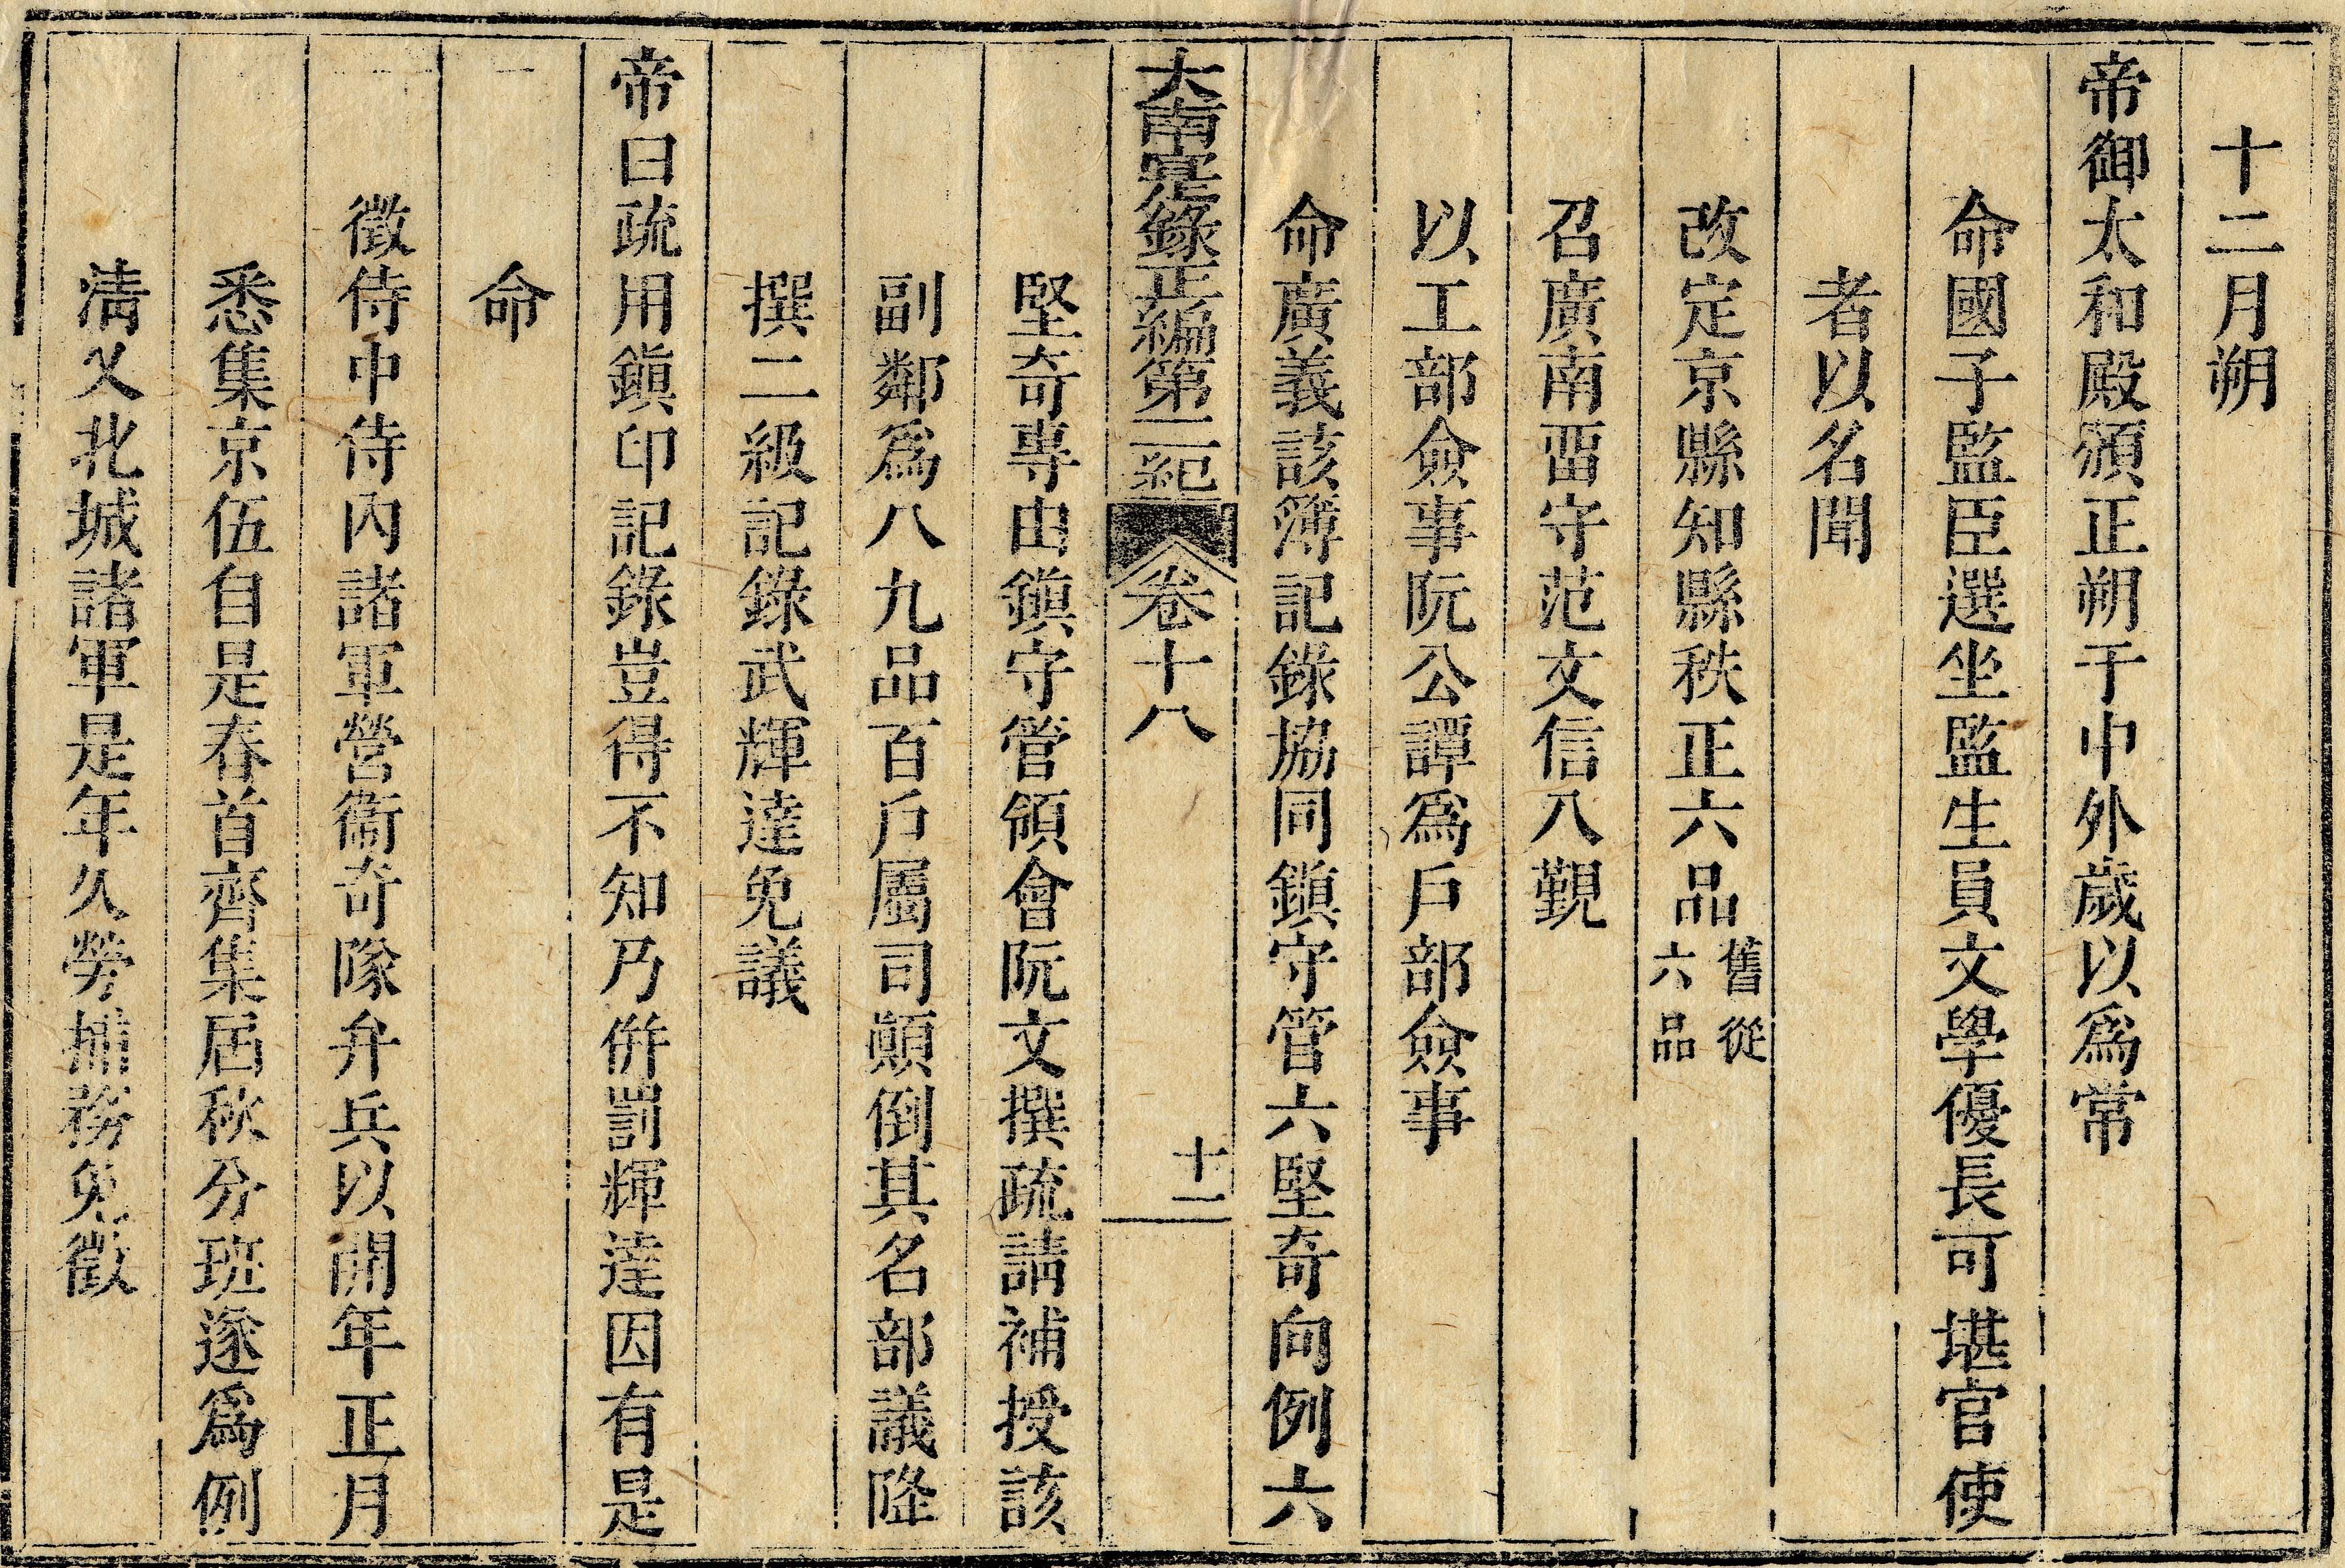 十二月朔
帝御太和殿頒正朔于中外歲以爲常
命國子監臣選坐監生員文學優長可堪官使
者以名聞
改定京縣知縣秩正六品舊從六品
召廣南畱守范文信入覲
以工部僉事阮公譚爲戶部僉事
命廣義該簿記錄協同鎭守管六堅奇向例六
大南寔錄正編第二紀 卷十八 十一
堅奇專由鎭守管領會阮文撰疏請補授該
副鄰爲八九品百戶屬司顚倒其名部議降
撰二級記錄武輝達免議
帝曰疏用鎭印記錄豈得不知乃倂罰輝達因有是
命
徵侍中侍內諸軍營衞奇隊弁兵以開年正月
悉集京伍自是春首齊集屆秋分班遂爲例
淸乂北城諸軍是年久勞捕務免徵